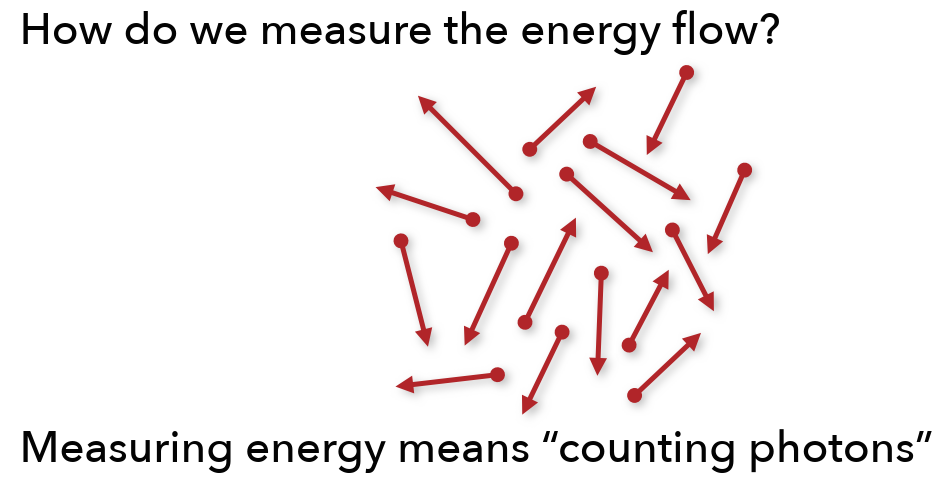 How do we measure the energy flow?
Measuring energy means “counting photons”